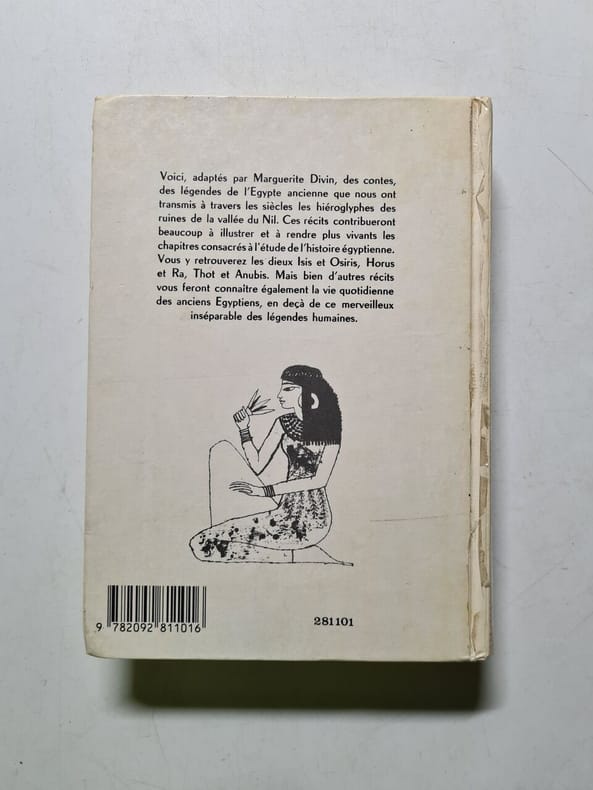 Voici, adaptés par Marguerite Divin, des contes,
des légendes de l'Egypte ancienne que nous ont
transmis à travers les siècles les hiéroglyphes des
ruines de la vallée du Nil. Ces récits contribueront
beaucoup à illustrer et à rendre plus vivants les
chapitres consacrés à l'étude de l'histoire égyptienne.
Vous y retrouverez les dieux Isis et Osiris, Horus
et Ra, Thot et Anubis. Mais bien d'autres récits
vous feront connaître également la vie quotidienne
des anciens Egyptiens, en deçà de ce merveilleux
inséparable des légendes humaines.
9 782092 811016
281101